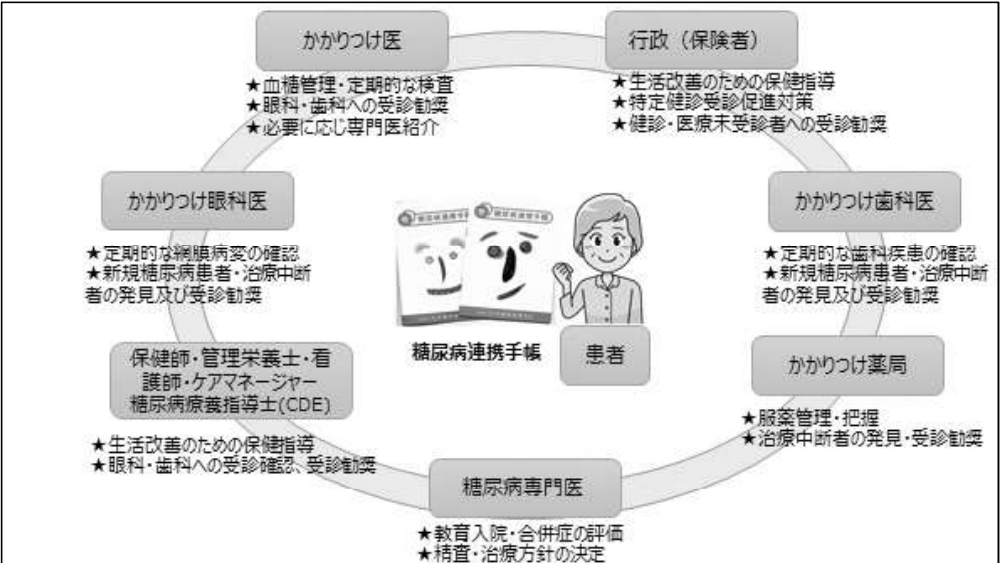 かかりつけ医
★血糖管理・定期的な検査
★眼科・歯科への受診勧奨
★必要に応じ専門医紹介
行政（保険者）
★生活改善のための保健指導
★特定健診受診促進対策
★健診・医療未受診者への受診勧奨
かかりつけ眼科医
★定期的な網膜病変の確認
★新規糖尿病患者・治療中断
者の発見及び受診勧奨
かかりつけ歯科医
★定期的な歯科疾患の確認
★新規糖尿病患者・治療中断
者の発見及び受診勧奨
糖尿病連携手帳
患者
保健師・管理栄養士・看
護師・ケアマネージャー
糖尿病療養指導士(CDE)
★生活改善のための保健指導
★眼科・歯科への受診確認、受診勧奨
かかりつけ薬局
★服薬管理・把握
★治療中断者の発見・受診勧奨
糖尿病専門医
★教育入院・合併症の評価
★精査・治療方針の決定